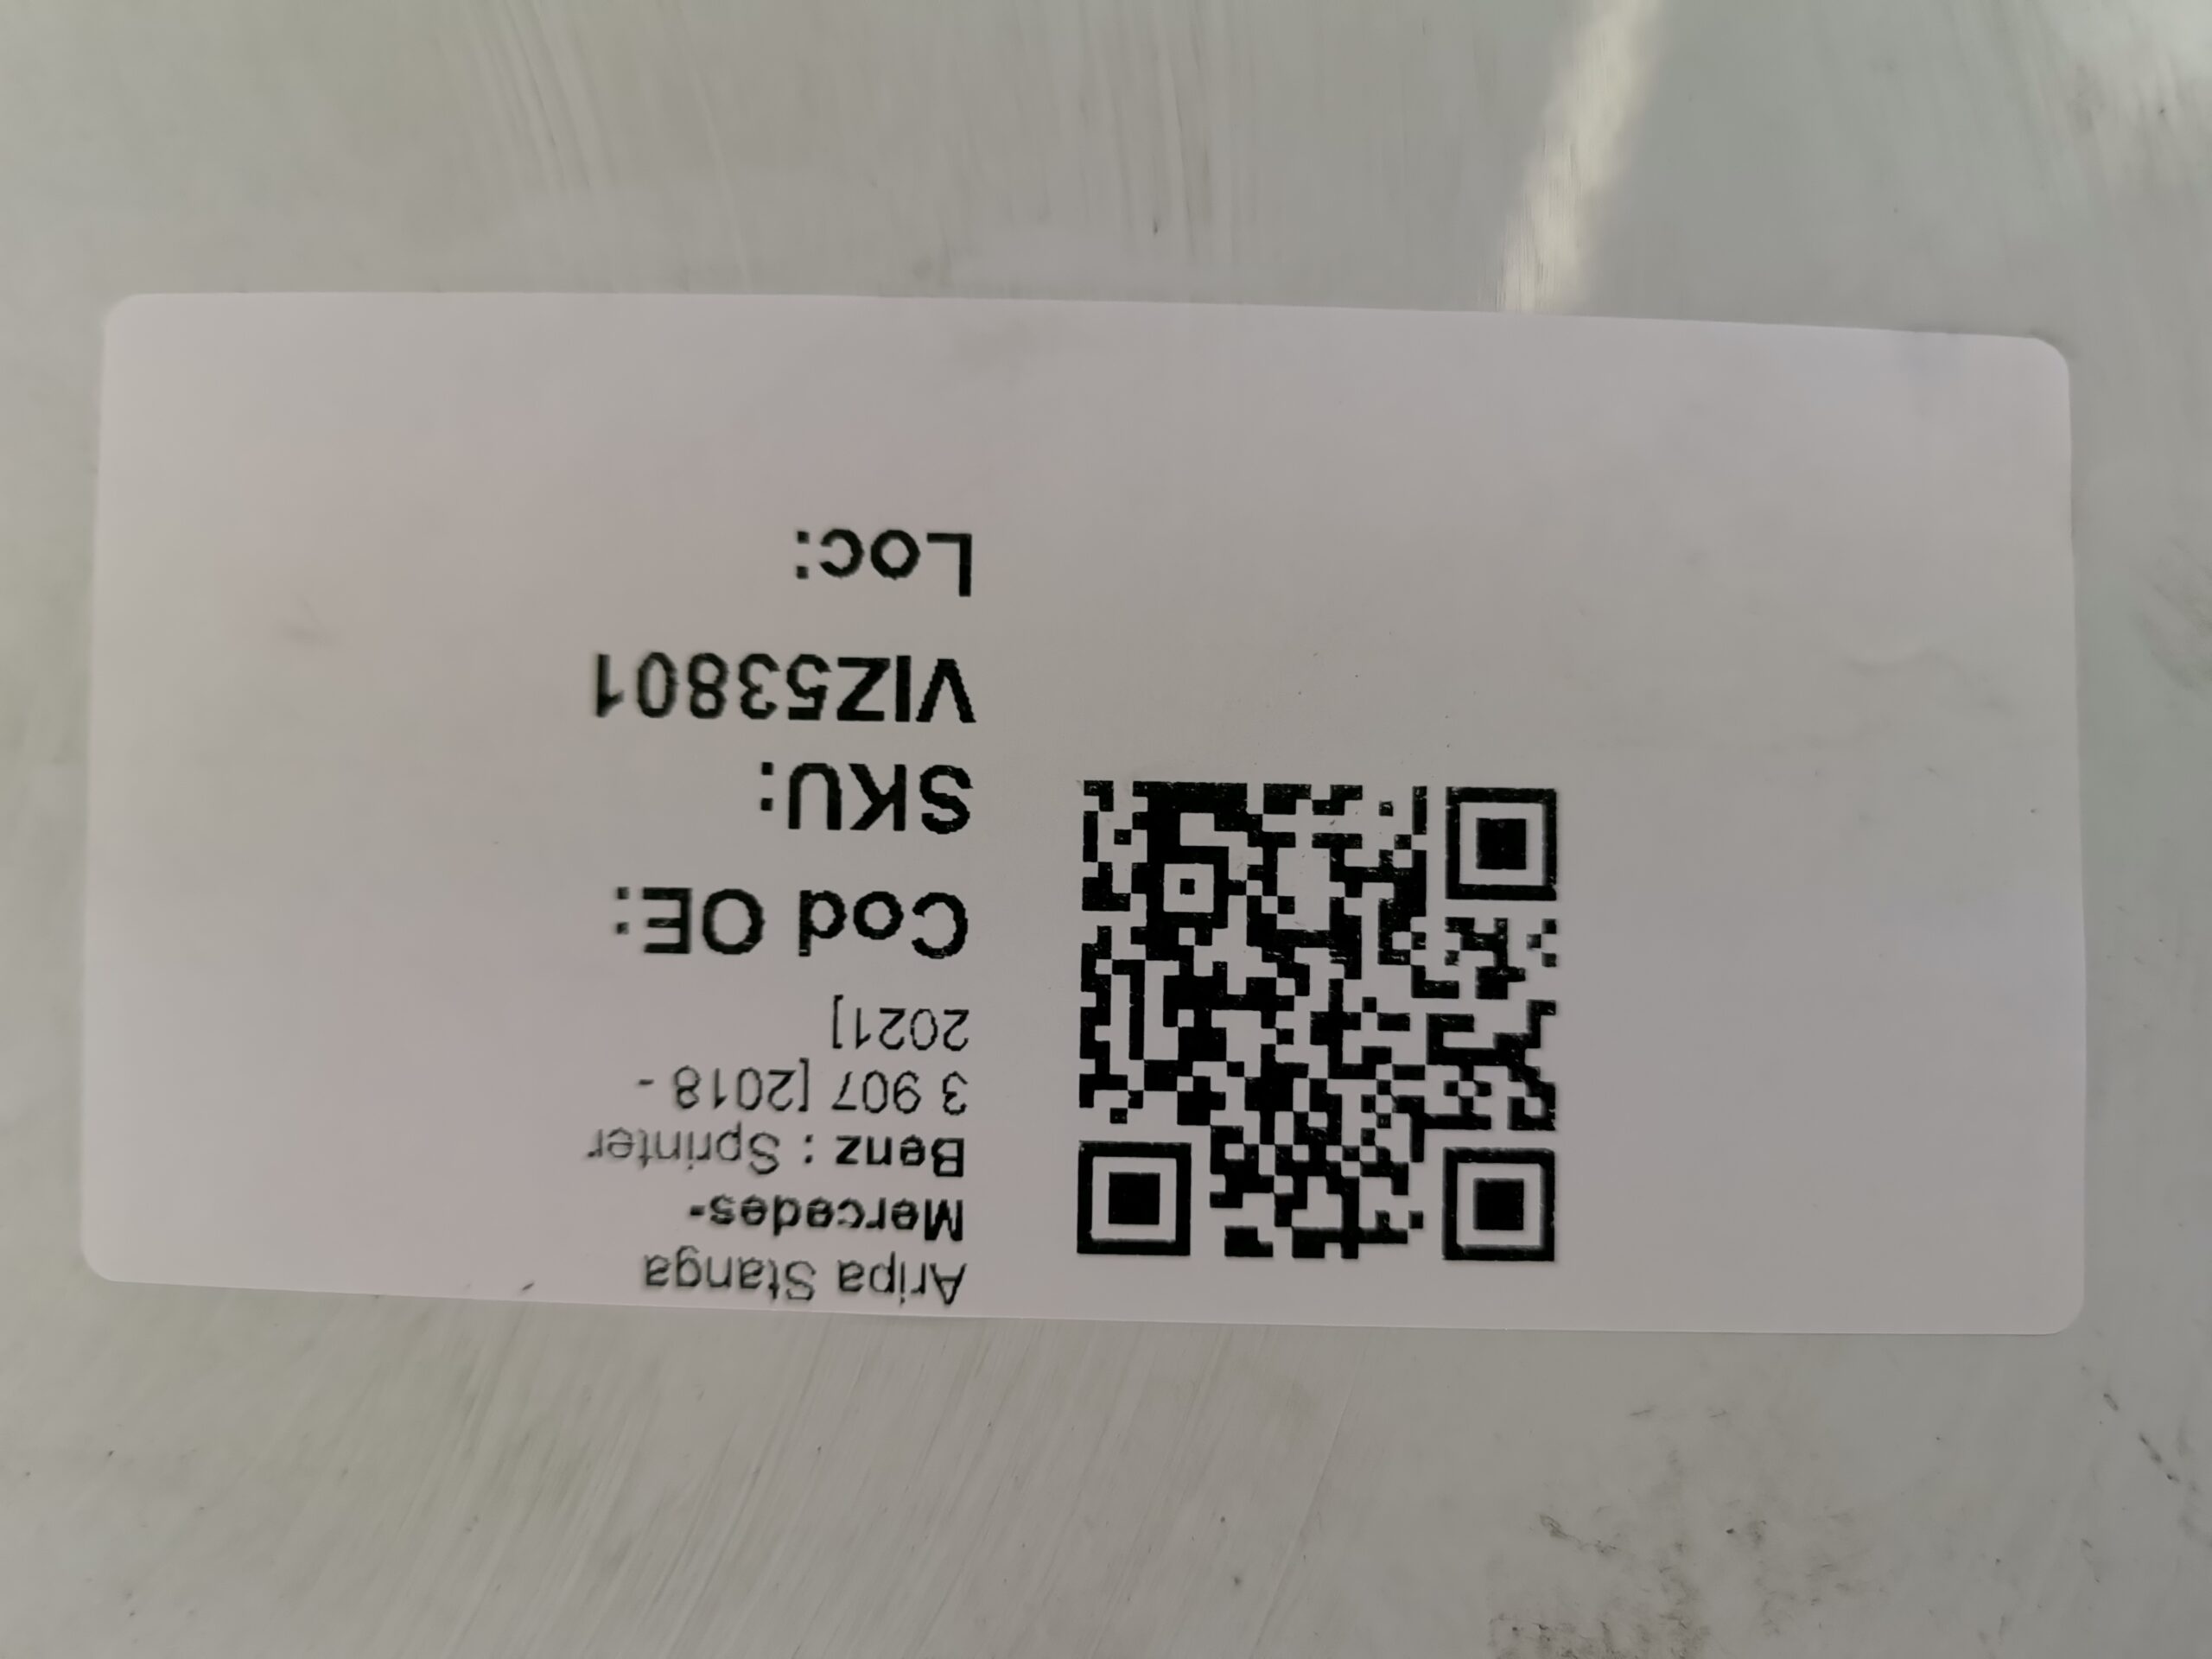 Aripa Stanga
Mercedes-
Benz : Sprinter
3 907 [2018 -
2021]
Cod OE:
SKU:
VIZ53801
Loc: